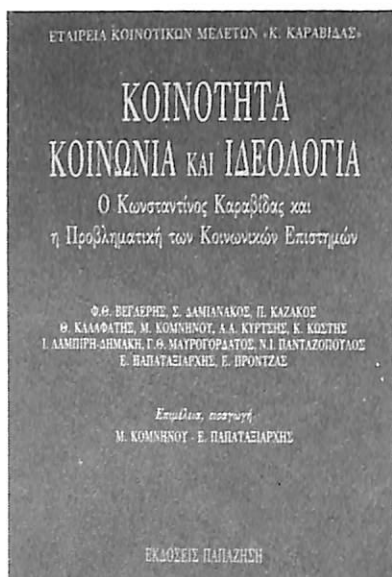 ΕΤΑΙΡΕΙΑ ΚΟΙΝΟΤΙΚΩΝ ΜΕΛΕΤΩΝ «Κ. ΚΑΡΑΒΙΔΑΣ»
ΚΟΙΝΟΤΗΤΑ
ΚΟΙΝΩΝΙΑ ΚΑΙ ΙΔΕΟΛΟΓΙΑ
Ο Κωνσταντίνος Καραβίδας και
η Προβληματική των Κοινωνικών Επιστημών
Φ.Θ. ΒΕΓΛΕΡΗΣ, Σ. ΔΑΜΙΑΝΑΚΟΣ, Π. ΚΑΖΑΚΟΣ
Θ. ΚΑΛΑΦΑΤΗΣ, Μ. ΚΟΜΝΗΝΟΥ, Α.Α. ΚΥΡΤΣΗΣ, Κ. ΚΩΣΤΗΣ
Ι. ΛΑΜΠΙΡΗ-ΔΗΜΑΚΗ, Γ.Θ. ΜΑΥΡΟΓΟΡΔΑΤΟΣ, Ν.Ι. ΠΑΝΤΑΖΟΠΟΥΛΟΣ
Ε. ΠΑΠΑΤΑΞΙΑΡΧΗΣ, Ε. ΠΡΟΝΤΖΑΣ
Επιμέλεια, εισαγωγή
Μ. ΚΟΜΝΗΝΟΥ - Ε. ΠΑΠΑΤΑΞΙΑΡΧΗΣ
ΕΚΔΟΣΕΙΣ ΠΑΠΑΖΗΣΗ